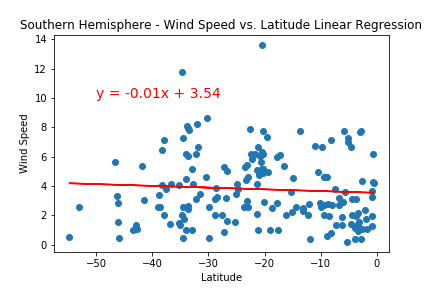 Southern Hemisphere - Wind Speed vs. Latitude Linear Regression
14
12
y = -0.01x + 3.54
10
8
6
4
2
0
Wind Speed
−50 −40 −30 −20 −10 0
Latitude